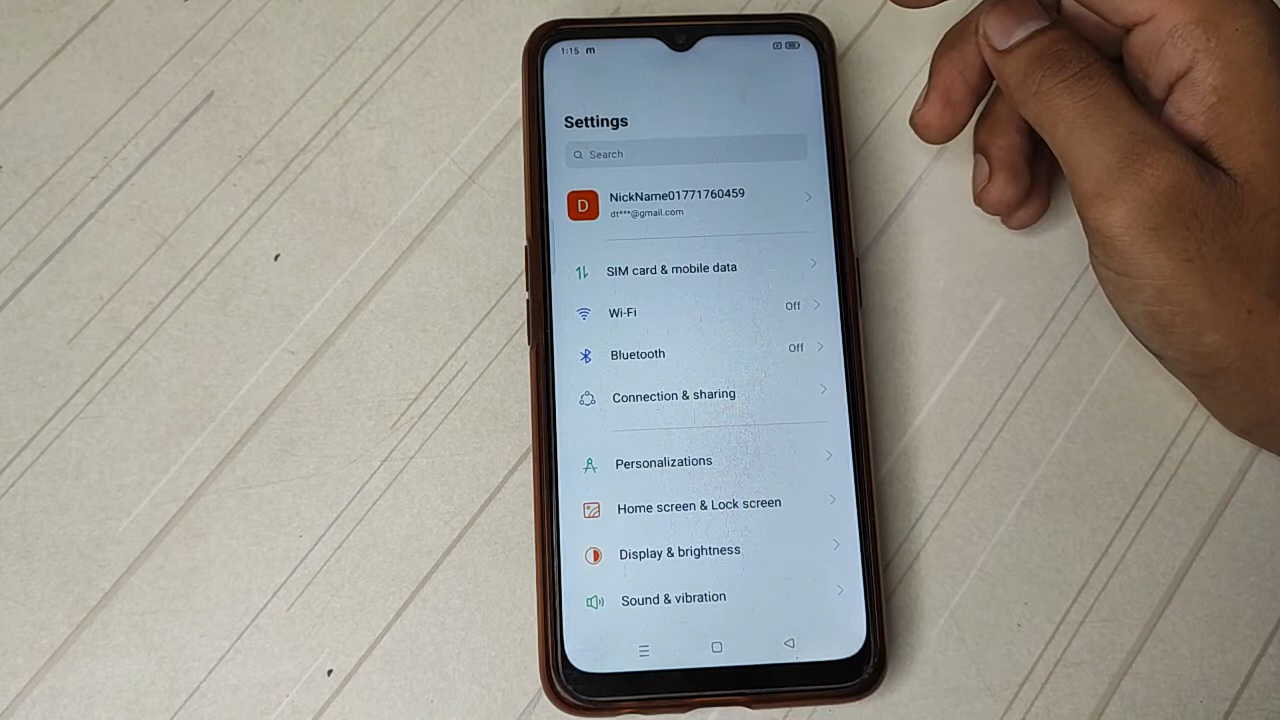 1:15 m
Settings
Search
D
NickName01771760459
dt***@gmail.com
SIM card & mobile data
Wi-Fi Off
Bluetooth Off
Connection & sharing
Personalizations
Home screen & Lock screen
Display & brightness
Sound & vibration